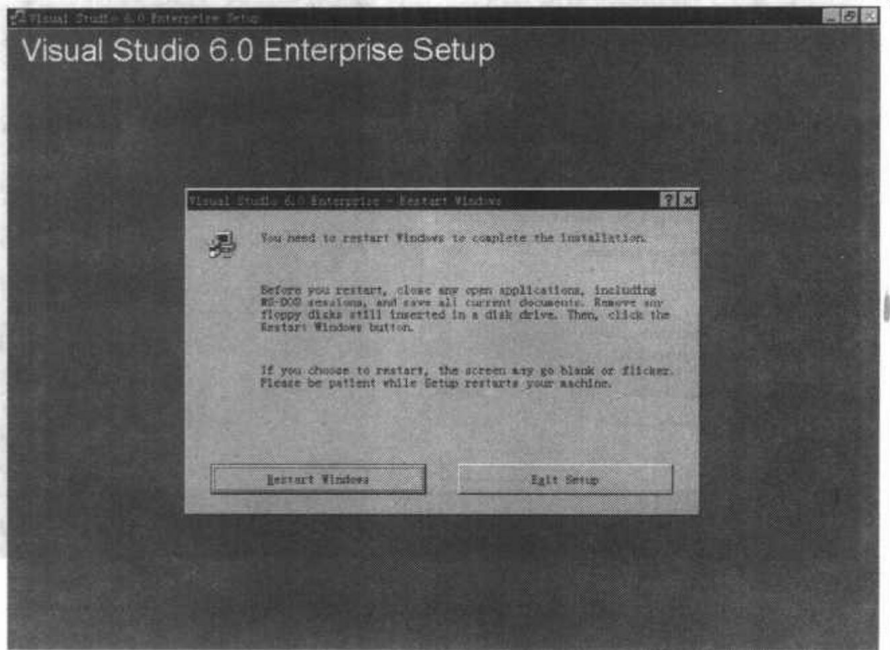 Visual Studio 6.0 Enterprise Setup
Visual Studio 6.0 Enterprise Setup
Visual Studio 6.0 Enterprise - Restart Windows
You need to restart Windows to complete the installation.
Before you restart, close any open applications, including
MS-DOS sessions, and save all current documents. Remove any
floppy disks still inserted in a disk drive. Then, click the
Restart Windows button.
If you choose to restart, the screen may go blank or flicker.
Please be patient while Setup restarts your machine.
Restart Windows
Exit Setup